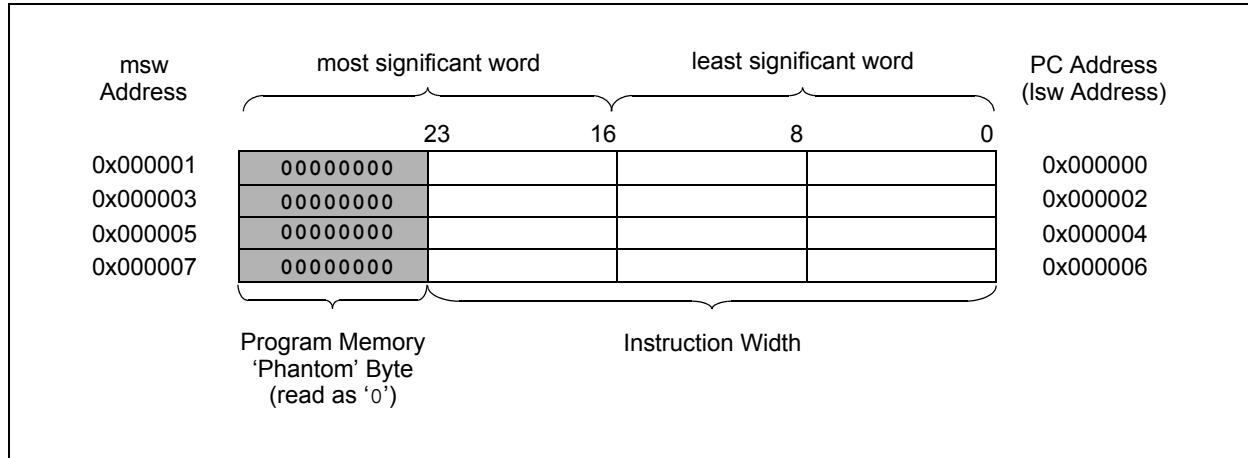 msw
Address
most significant word
least significant word
PC Address
(lsw Address)
23 16 8 0
0x000001 00000000 0x000000
0x000003 00000000 0x000002
0x000005 00000000 0x000004
0x000007 00000000 0x000006
Program Memory
‘Phantom’ Byte
(read as ‘0’)
Instruction Width